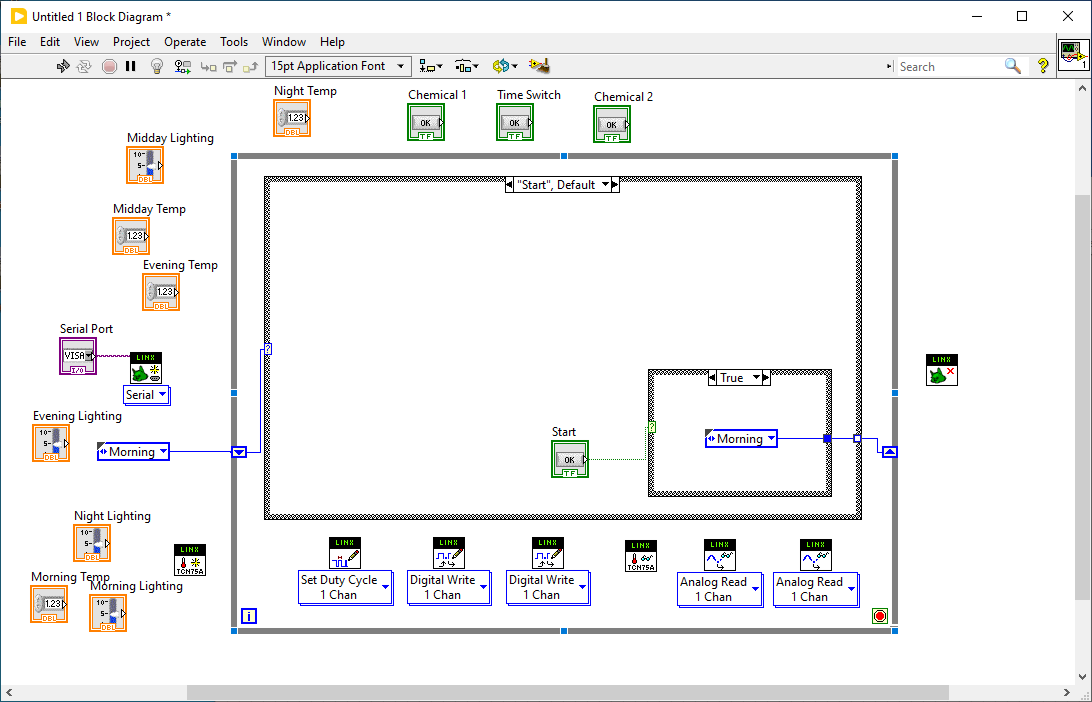 Untitled 1 Block Diagram *
File Edit View Project Operate Tools Window Help
15pt Application Font
Search
?
1
Night Temp
1.23
DBL
Chemical 1
OK
TF
Time Switch
OK
TF
Chemical 2
OK
TF
Midday Lighting
10-
5-
DBL
Midday Temp
1.23
DBL
Evening Temp
1.23
DBL
"Start", Default
?
Serial Port
VISA
I/O
LINX
Serial
LINX
True
?
Evening Lighting
10-
5-
DBL
Morning
Start
OK
TF
Morning
Night Lighting
10-
5-
DBL
LINX
TCN75A
Morning Temp
1.23
DBL
Morning Lighting
10-
5-
DBL
LINX
Set Duty Cycle
1 Chan
LINX
Digital Write
1 Chan
LINX
Digital Write
1 Chan
LINX
TCN75A
LINX
Analog Read
1 Chan
LINX
Analog Read
1 Chan
i